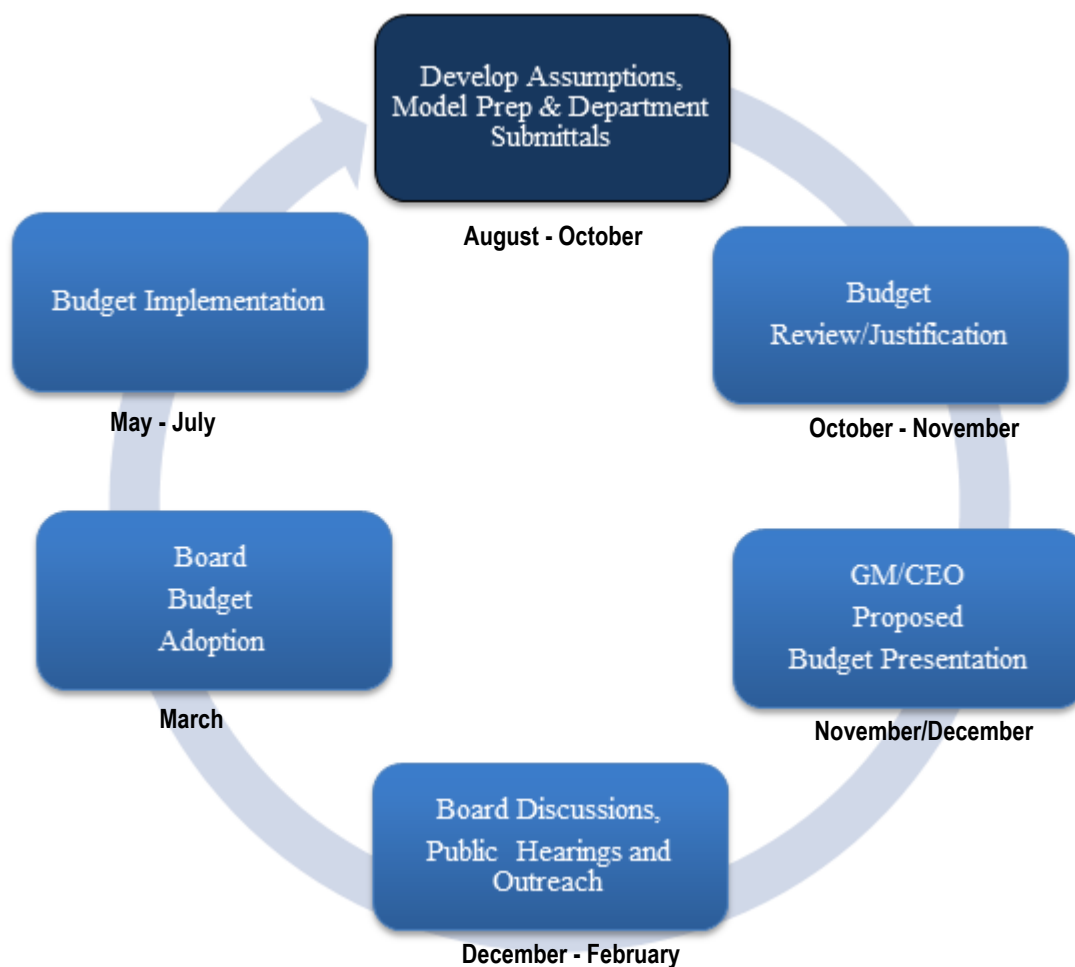 Develop Assumptions,
Model Prep & Department
Submittals
August - October
Budget
Review/Justification
October - November
GM/CEO
Proposed
Budget Presentation
November/December
Board Discussions,
Public Hearings and
Outreach
December - February
Board
Budget
Adoption
March
Budget Implementation
May - July